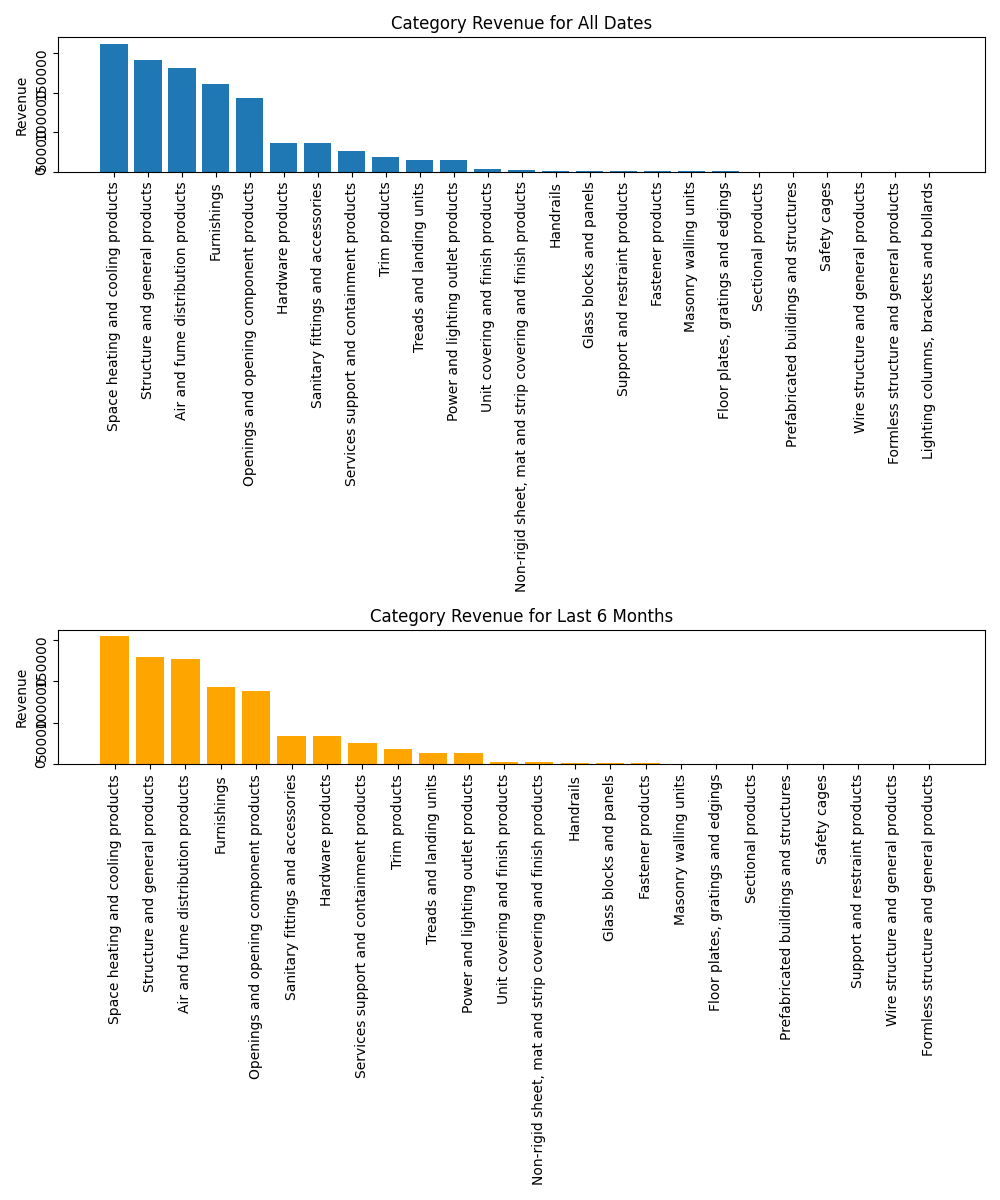 Category Revenue for All Dates
Revenue
0
50000
100000
150000
Space heating and cooling products
Structure and general products
Air and fume distribution products
Furnishings
Openings and opening component products
Hardware products
Sanitary fittings and accessories
Services support and containment products
Trim products
Treads and landing units
Power and lighting outlet products
Unit covering and finish products
Non-rigid sheet, mat and strip covering and finish products
Handrails
Glass blocks and panels
Support and restraint products
Fastener products
Masonry walling units
Floor plates, gratings and edgings
Sectional products
Prefabricated buildings and structures
Safety cages
Wire structure and general products
Formless structure and general products
Lighting columns, brackets and bollards
Category Revenue for Last 6 Months
Revenue
0
50000
100000
150000
Space heating and cooling products
Structure and general products
Air and fume distribution products
Furnishings
Openings and opening component products
Sanitary fittings and accessories
Hardware products
Services support and containment products
Trim products
Treads and landing units
Power and lighting outlet products
Unit covering and finish products
Non-rigid sheet, mat and strip covering and finish products
Handrails
Glass blocks and panels
Fastener products
Masonry walling units
Floor plates, gratings and edgings
Sectional products
Prefabricated buildings and structures
Safety cages
Support and restraint products
Wire structure and general products
Formless structure and general products